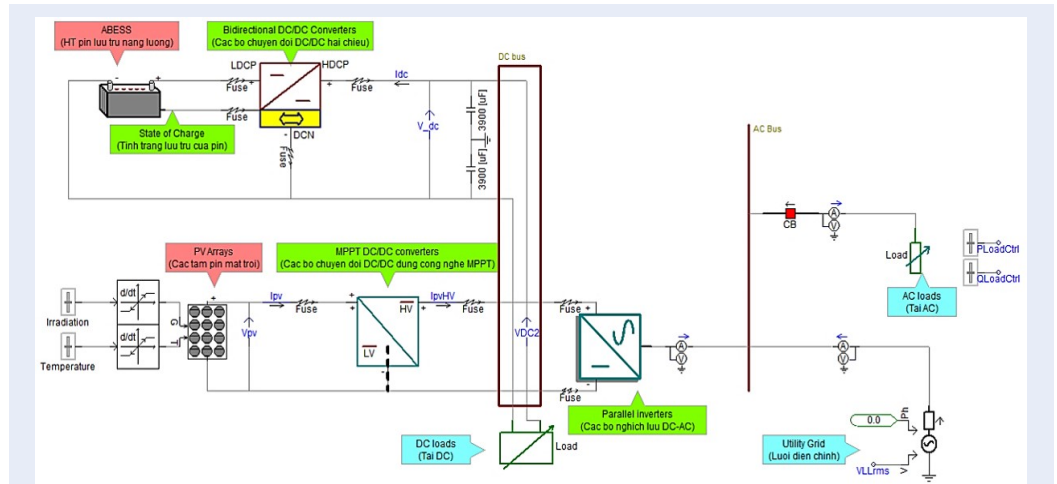 ABESS
(HT pin luu tru nang luong)
Bidirectional DC/DC Converters
(Cac bo chuyen doi DC/DC hai chieu)
DC bus
LDCP
HDCP
Idc
- +
+
+
Fuse
Fuse
Fuse
V_dc
3900 [uF]
3900 [uF]
State of Charge
(Tinh trang luu tru cua pin)
- DCN
Fuse
AC Bus
CB
A
V
Load
PLoadCtrl
QLoadCtrl
AC loads
(Tai AC)
PV Arrays
(Cac tam pin mat troi)
MPPT DC/DC converters
(Cac bo chuyen doi DC/DC dung cong nghe MPPT)
d/dt
d/dt
Irradiation
Temperature
G
T
+
Ipv
Fuse
Vpv
+
+
HV
LV
-
IpvHV
Fuse
VDC2
Fuse
+
-
Fuse
A
V
A
V
Parallel inverters
(Cac bo nghich luu DC-AC)
DC loads
(Tai DC)
Load
0.0
Ph
Utility Grid
(Luoi dien chinh)
VLLrms
V